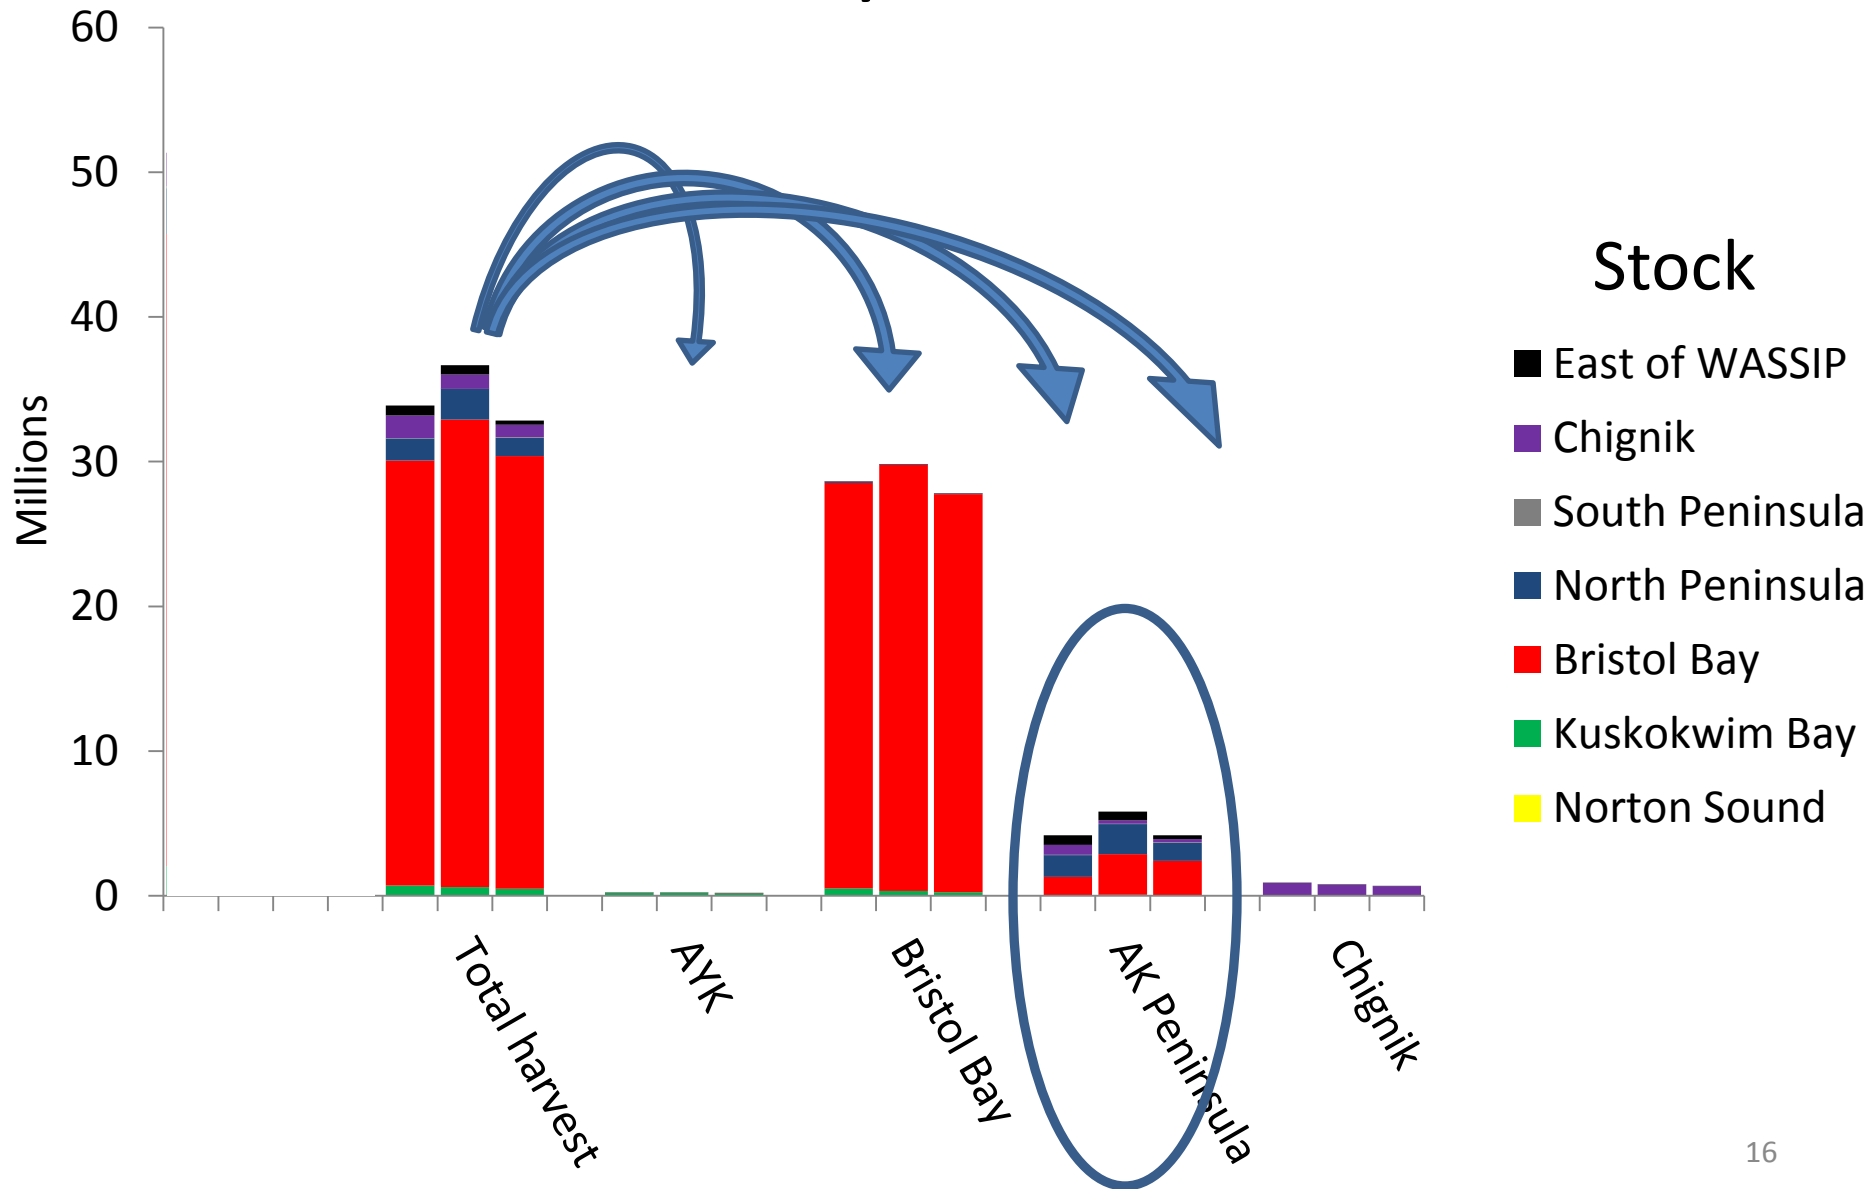 60
50
40
30
20
10
0
Millions
Total harvest
AYK
Bristol Bay
AK Peninsula
Chignik
Stock
East of WASSIP
Chignik
South Peninsula
North Peninsula
Bristol Bay
Kuskokwim Bay
Norton Sound
16